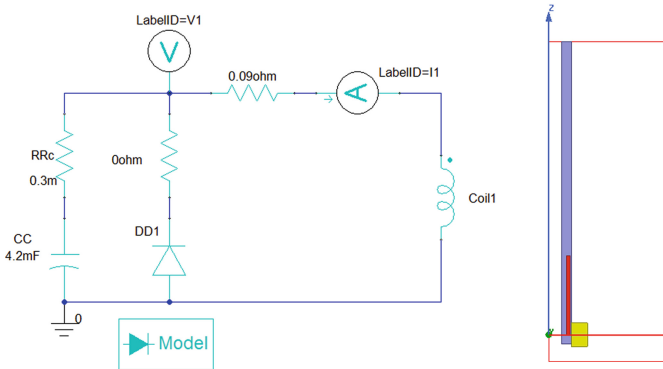 LabelID=V1
z
0.09ohm
LabelID=I1
V
A
RRc
0.3m
0ohm
Coil1
CC
4.2mF
DD1
0
Model